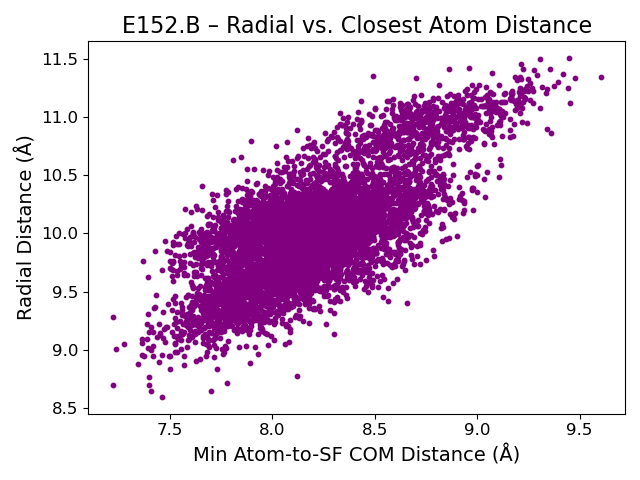 E152.B – Radial vs. Closest Atom Distance
11.5
11.0
10.5
10.0
9.5
9.0
8.5
Radial Distance (Å)
7.5 8.0 8.5 9.0 9.5
Min Atom-to-SF COM Distance (Å)